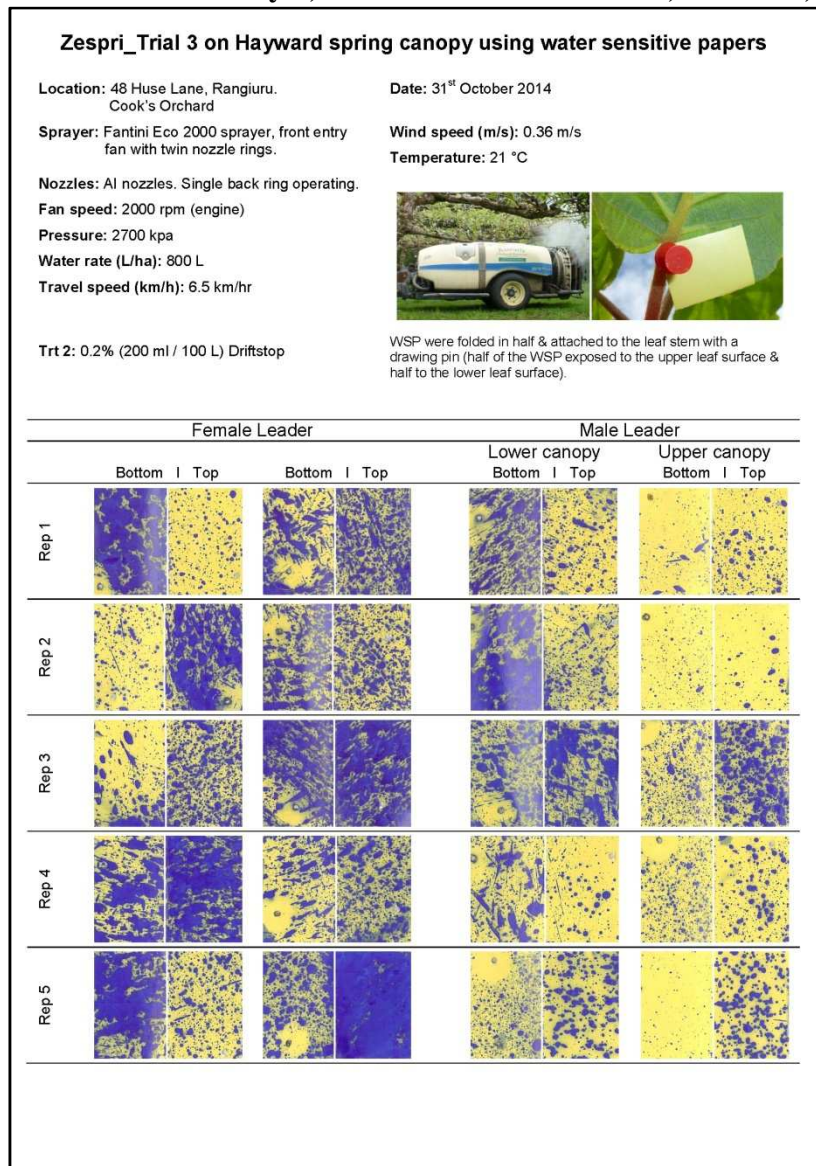 Zespri_Trial 3 on Hayward spring canopy using water sensitive papers
Location: 48 Huse Lane, Rangiuru.
Cook's Orchard
Date: 31st October 2014
Sprayer: Fantini Eco 2000 sprayer, front entry
fan with twin nozzle rings.
Wind speed (m/s): 0.36 m/s
Temperature: 21 °C
Nozzles: AI nozzles. Single back ring operating.
Fan speed: 2000 rpm (engine)
Pressure: 2700 kpa
Water rate (L/ha): 800 L
Travel speed (km/h): 6.5 km/hr
Trt 2: 0.2% (200 ml / 100 L) Driftstop
WSP were folded in half & attached to the leaf stem with a
drawing pin (half of the WSP exposed to the upper leaf surface &
half to the lower leaf surface).
Female Leader Male Leader
Lower canopy Upper canopy
Bottom I Top Bottom I Top Bottom I Top Bottom I Top
Rep 1
Rep 2
Rep 3
Rep 4
Rep 5